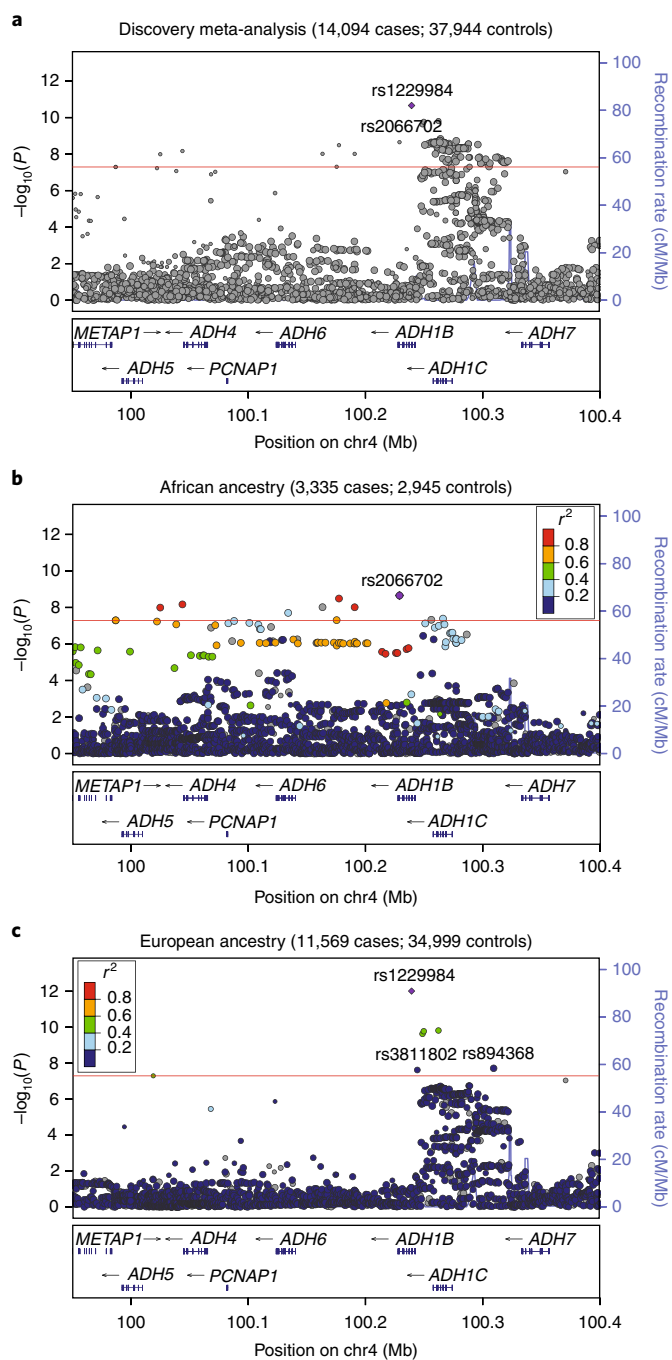 a
Discovery meta-analysis (14,094 cases; 37,944 controls)
12
10
8
6
4
2
0
–log10(P)
rs1229984
rs2066702
100
80
60
40
20
0
Recombination rate (cM/Mb)
METAP1 → ← ADH4 ← ADH6 ← ADH1B ← ADH7
← ADH5 ← PCNAP1 ← ADH1C
100 100.1 100.2 100.3 100.4
Position on chr4 (Mb)
b
African ancestry (3,335 cases; 2,945 controls)
12
10
8
6
4
2
0
–log10(P)
rs2066702
r2
0.8
0.6
0.4
0.2
100
80
60
40
20
0
Recombination rate (cM/Mb)
METAP1 → ← ADH4 ← ADH6 ← ADH1B ← ADH7
← ADH5 ← PCNAP1 ← ADH1C
100 100.1 100.2 100.3 100.4
Position on chr4 (Mb)
c
European ancestry (11,569 cases; 34,999 controls)
12
10
8
6
4
2
0
–log10(P)
r2
0.8
0.6
0.4
0.2
rs1229984
rs3811802 rs894368
100
80
60
40
20
0
Recombination rate (cM/Mb)
METAP1 → ← ADH4 ← ADH6 ← ADH1B ← ADH7
← ADH5 ← PCNAP1 ← ADH1C
100 100.1 100.2 100.3 100.4
Position on chr4 (Mb)